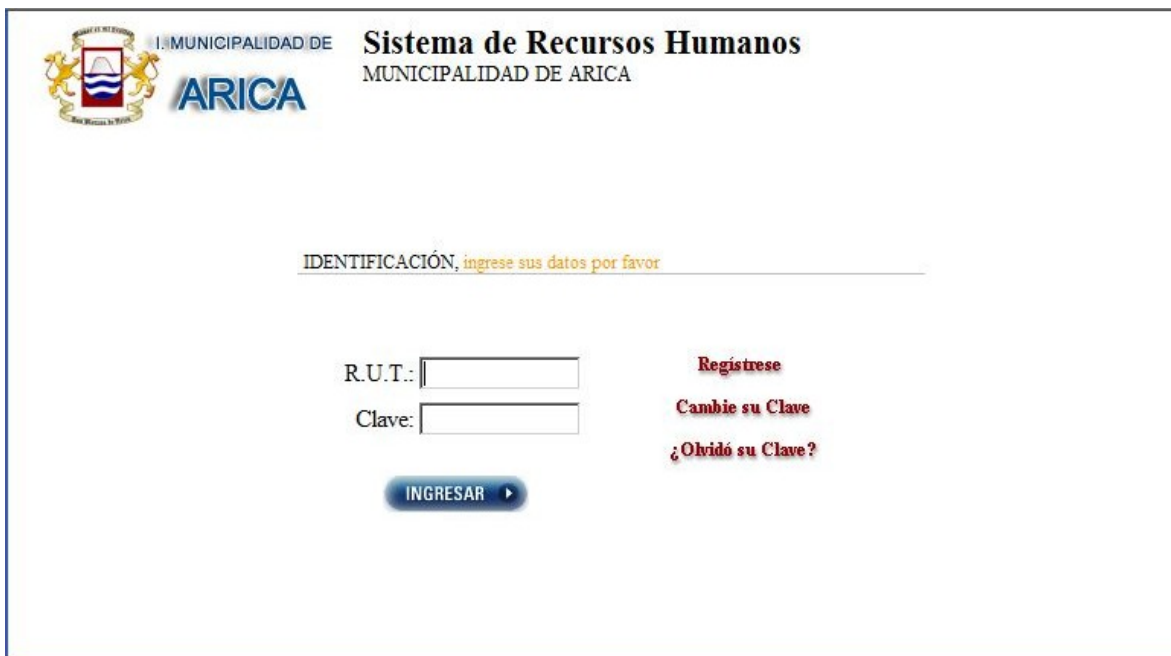 I. MUNICIPALIDAD DE
ARICA
Sistema de Recursos Humanos
MUNICIPALIDAD DE ARICA
IDENTIFICACIÓN, ingrese sus datos por favor
R.U.T.:
Clave:
INGRESAR
Regístrese
Cambie su Clave
¿Olvidó su Clave?